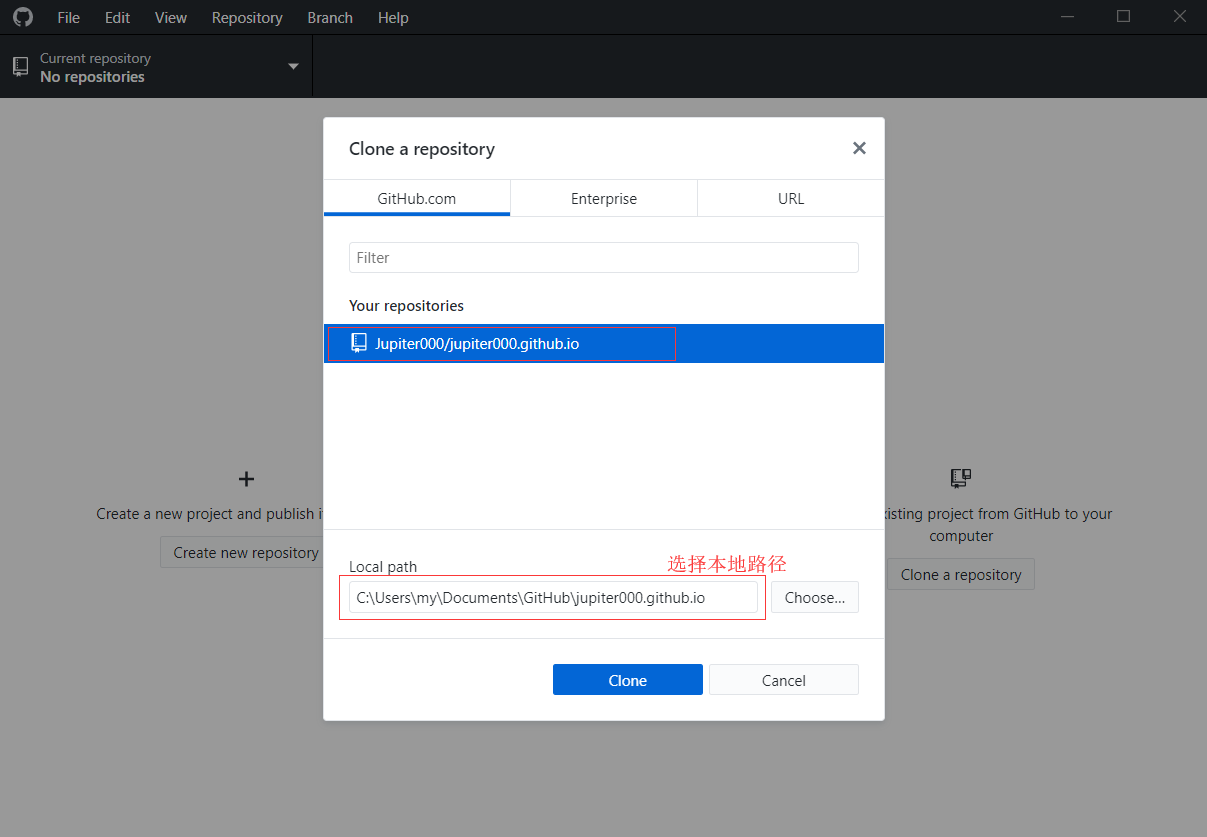 File Edit View Repository Branch Help
Current repository
No repositories
Clone a repository
GitHub.com Enterprise URL
Filter
Your repositories
Jupiter000/jupiter000.github.io
Create a new project and publish
Create new repository
existing project from GitHub to your
computer
Clone a repository
选择本地路径
Local path
C:\Users\my\Documents\GitHub\jupiter000.github.io
Choose...
Clone Cancel